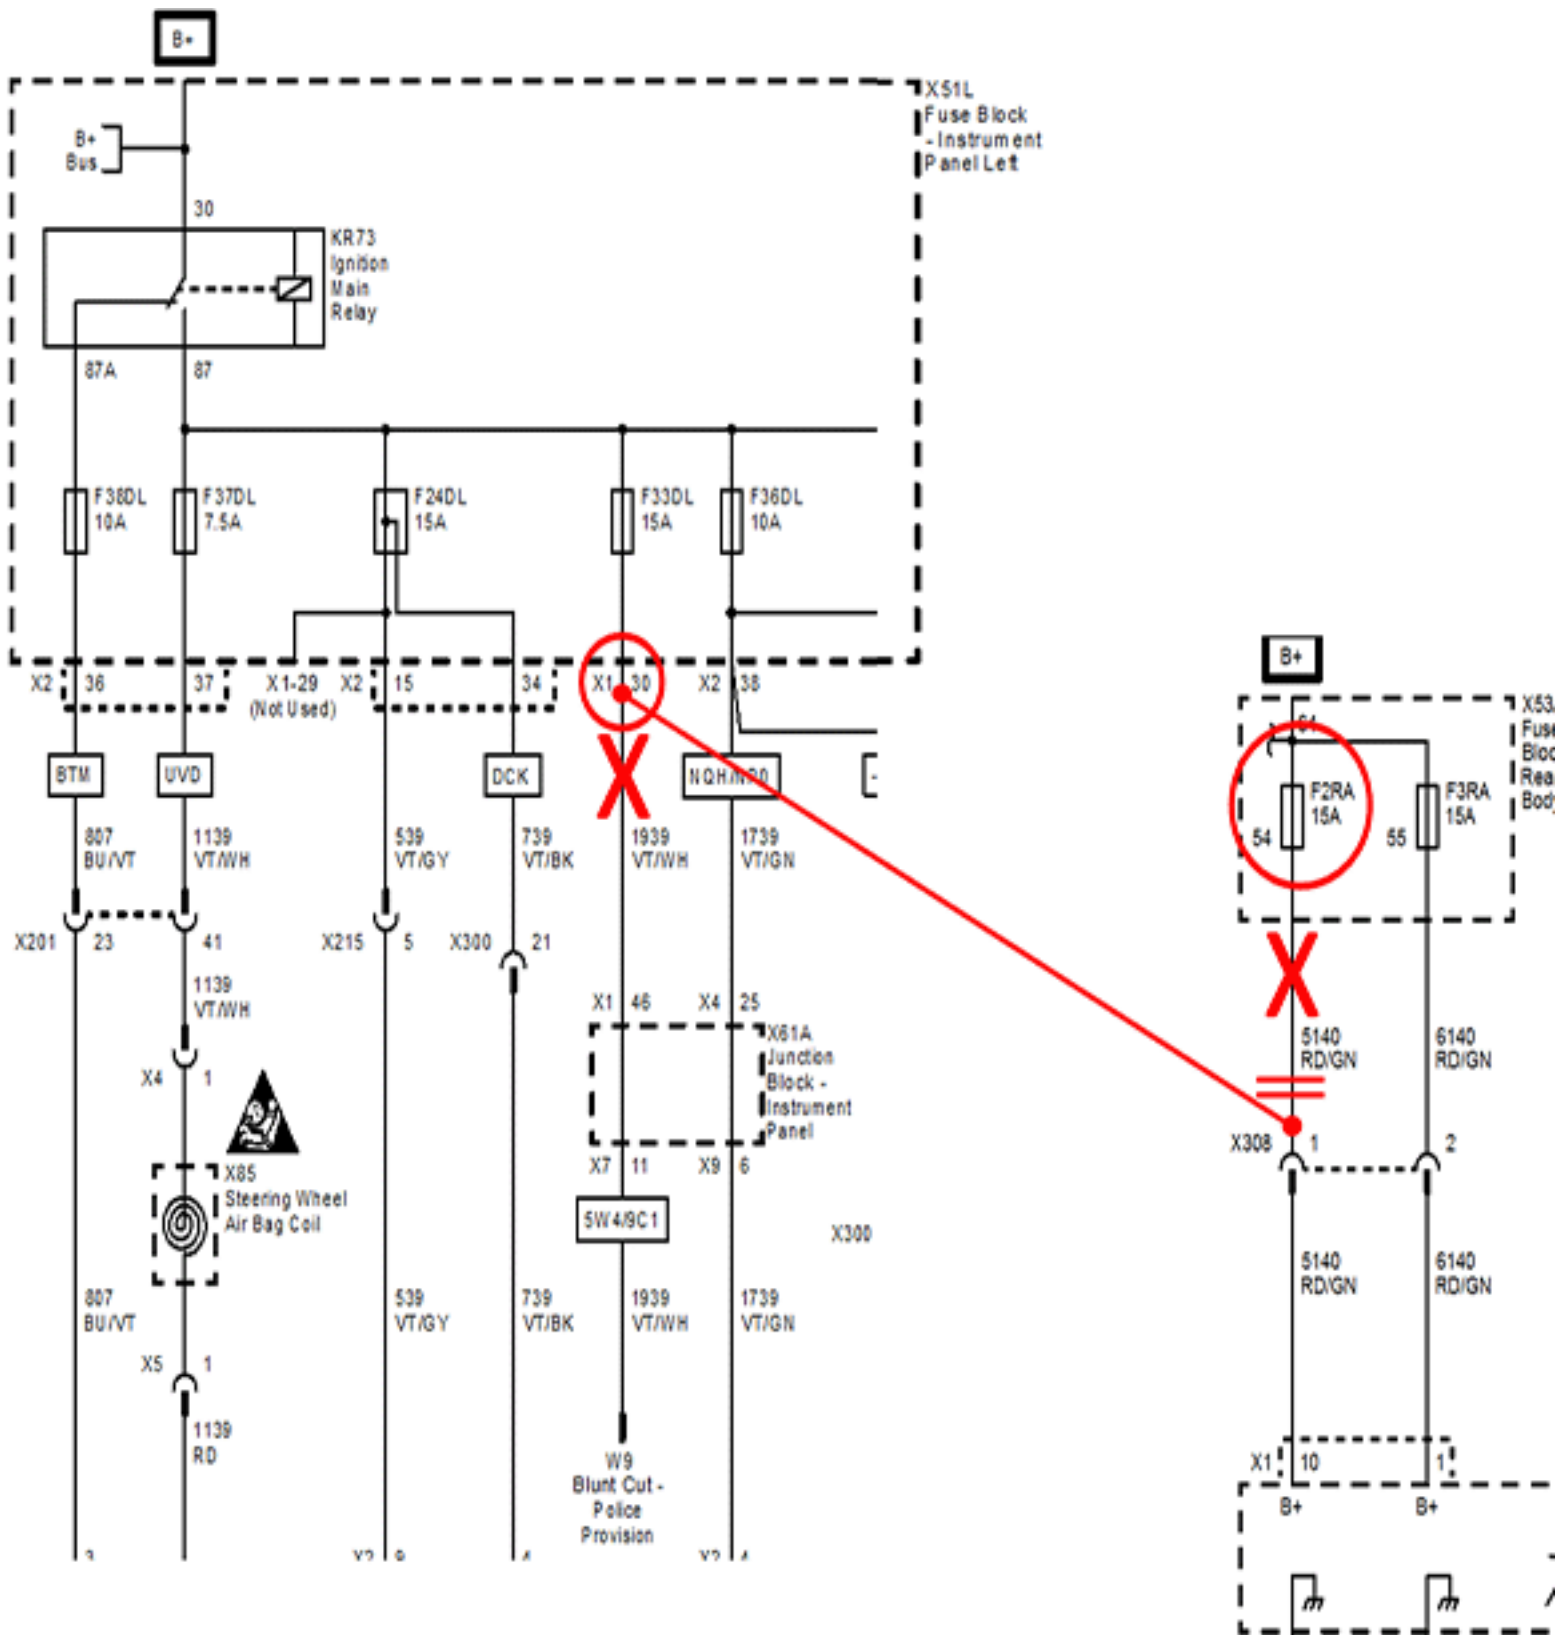 B+
X51L
Fuse Block
- Instrument
Panel Left
B+
Bus
30
KR73
Ignition
Main
Relay
87A
87
F38DL
10A
F37DL
7.5A
F24DL
15A
F33DL
15A
F36DL
10A
X2
36
37
X1-29
(Not Used)
X2
15
34
X1
30
X2
38
BTM
UVD
DCK
X
807
BU/VT
1139
VT/WH
539
VT/GY
739
VT/BK
1939
VT/WH
1739
VT/GN
X201
23
41
X215
5
X300
21
1139
VT/WH
X1
46
X4
25
X61A
Junction
Block -
Instrument
Panel
X4
1
X7
11
X9
6
X85
Steering Wheel
Air Bag Coil
5W4/9C1
X300
807
BU/VT
539
VT/GY
739
VT/BK
1939
VT/WH
1739
VT/GN
X5
1
1139
RD
W9
Blunt Cut -
Police
Provision
B+
F2RA
15A
54
F3RA
15A
55
X
5140
RD/GN
6140
RD/GN
X308
1
2
5140
RD/GN
6140
RD/GN
X1
10
1
B+
B+